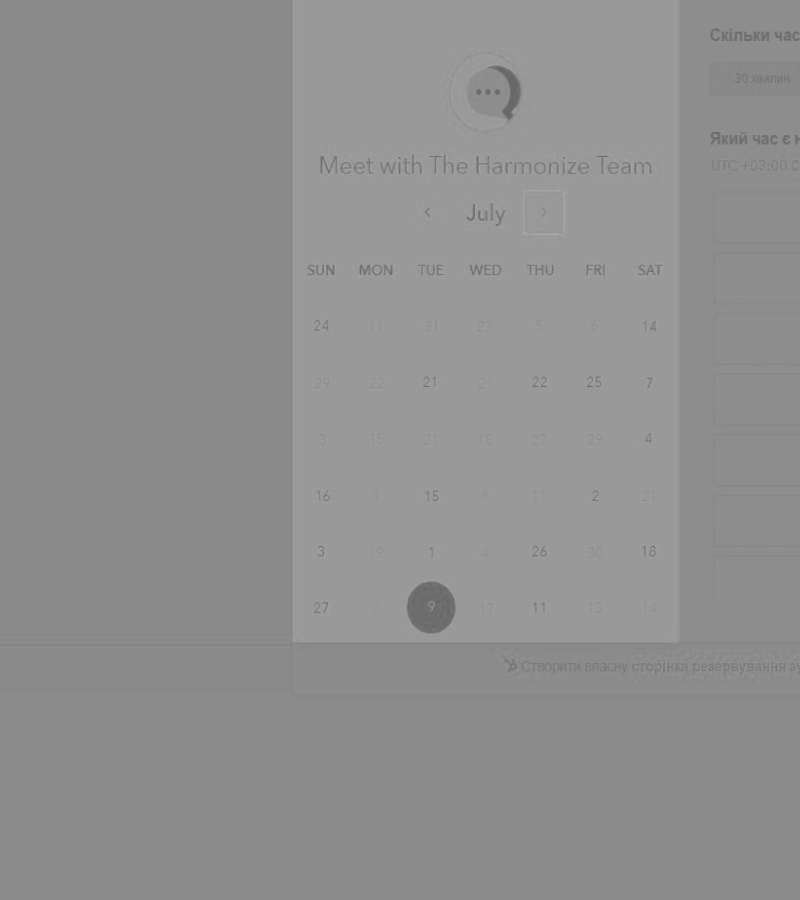 Meet with The Harmonize Team
July
SUN MON TUE WED THU FRI SAT
24 11 31 27 5 6 14
29 22 21 21 22 25 7
3 15 21 18 27 29 4
16 1 15 6 11 2 21
3 19 1 4 26 30 18
27 7 9 17 11 13 14
Скільки час
30 хвилин
Який час є н
UTC +03:00
Створити власну сторінка резервування